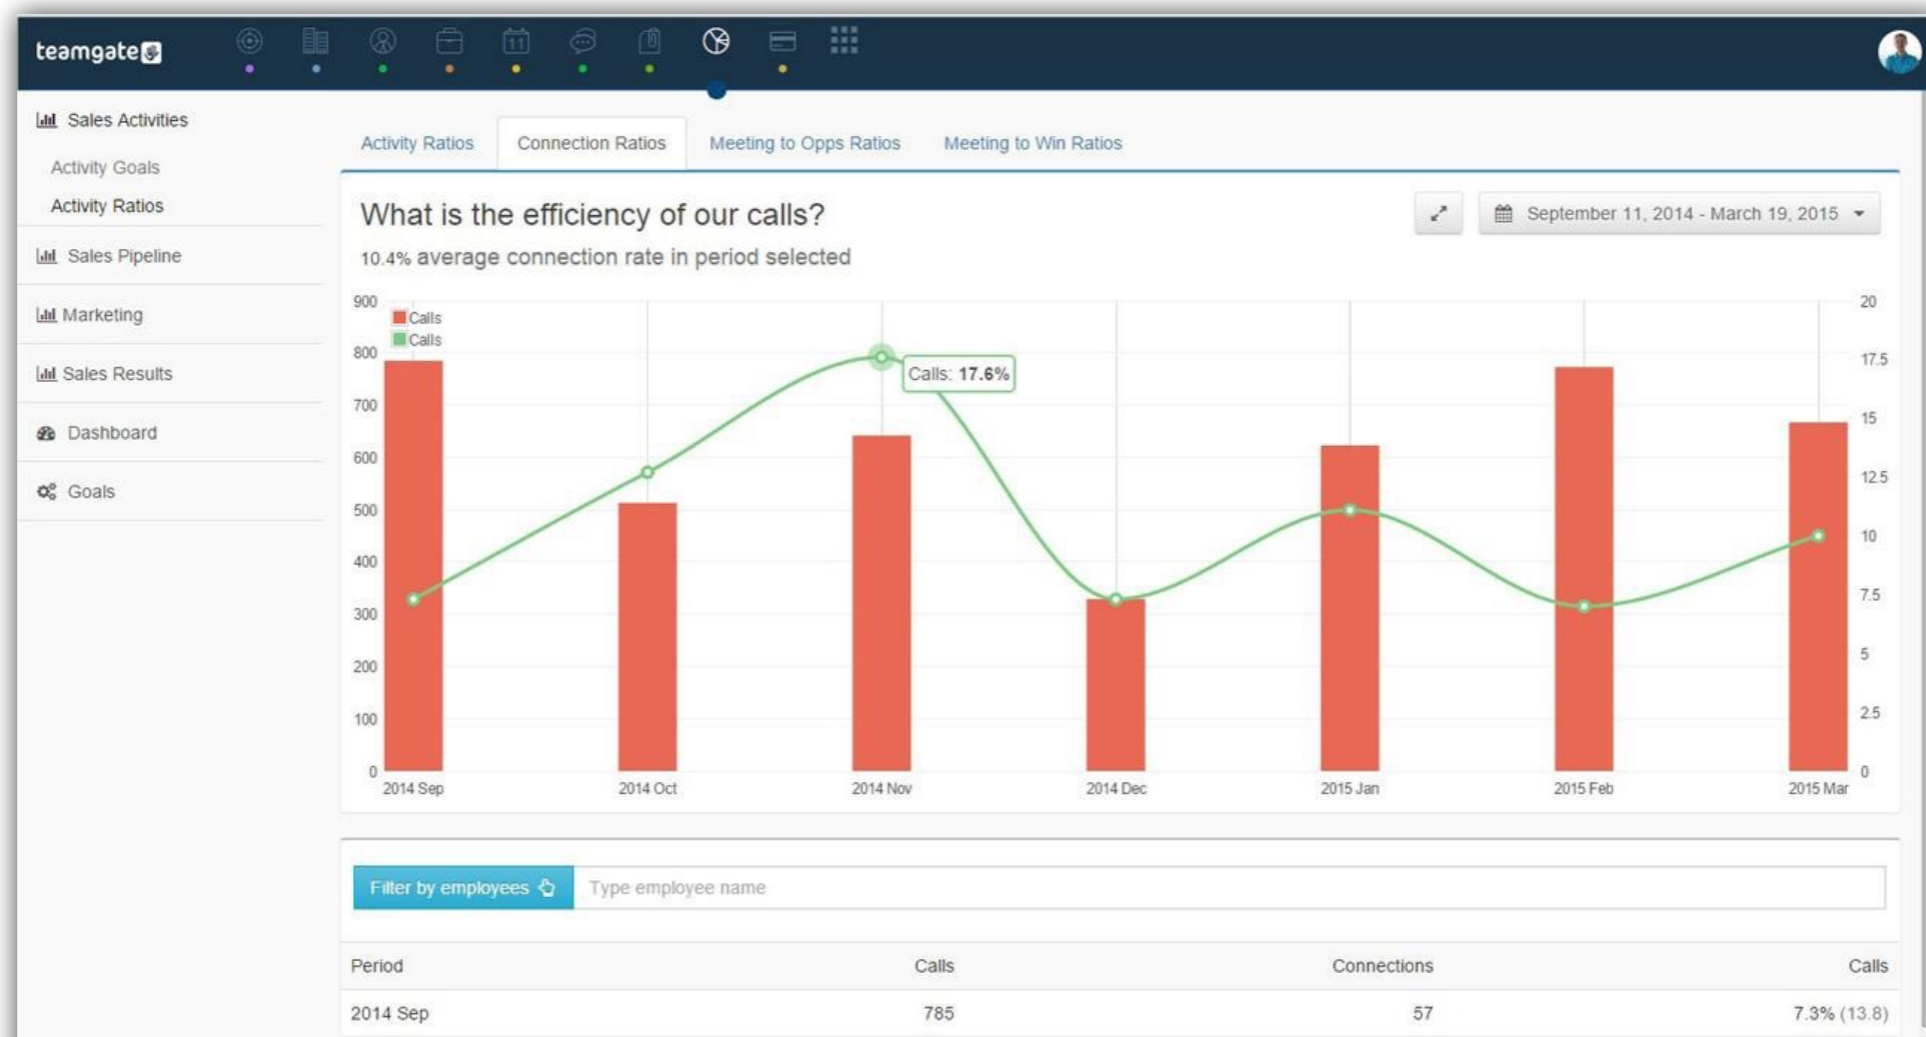 teamgate
11
Sales Activities
Activity Goals
Activity Ratios
Sales Pipeline
Marketing
Sales Results
Dashboard
Goals
Activity Ratios Connection Ratios Meeting to Opps Ratios Meeting to Win Ratios
What is the efficiency of our calls?
September 11, 2014 - March 19, 2015
10.4% average connection rate in period selected
900
800
700
600
500
400
300
200
100
0
Calls
Calls
Calls: 17.6%
20
17.5
15
12.5
10
7.5
5
2.5
0
2014 Sep 2014 Oct 2014 Nov 2014 Dec 2015 Jan 2015 Feb 2015 Mar
Filter by employees Type employee name
Period Calls Connections Calls
2014 Sep 785 57 7.3% (13.8)